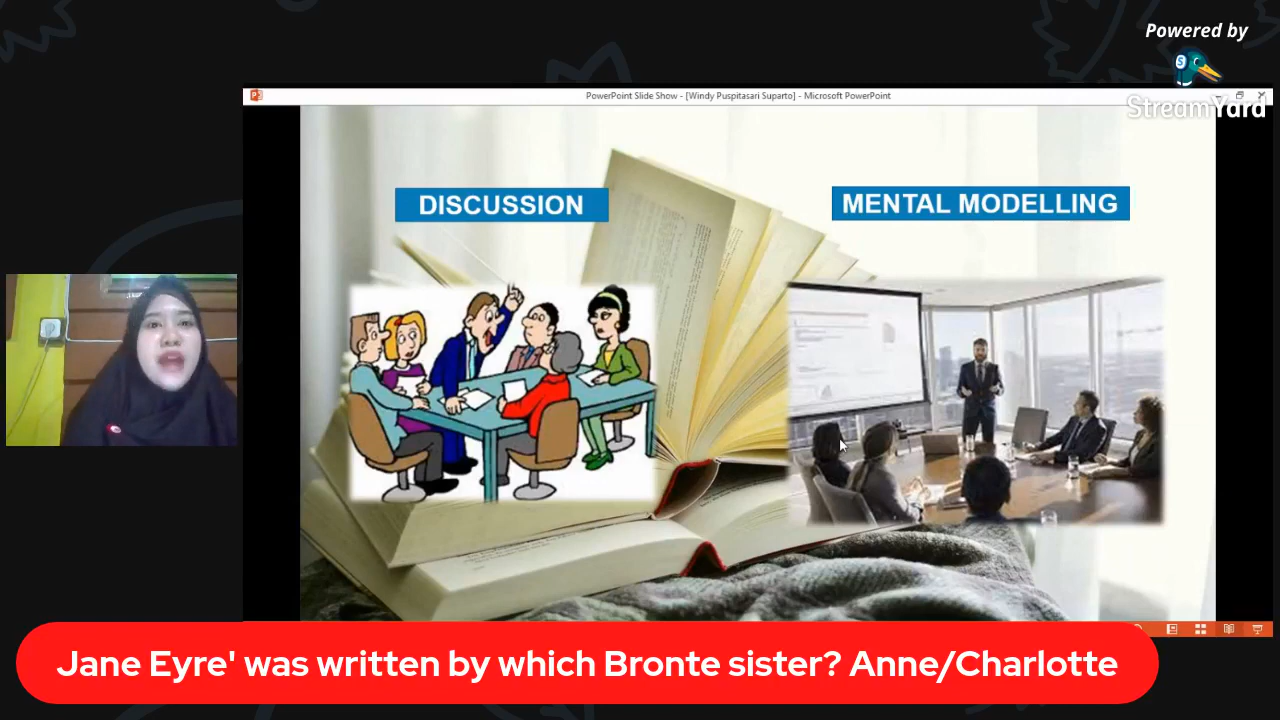 Powered by
StreamYard
PowerPoint Slide Show - [Windy Puspitasari Suparto] - Microsoft PowerPoint
DISCUSSION
MENTAL MODELLING
Jane Eyre' was written by which Bronte sister? Anne/Charlotte